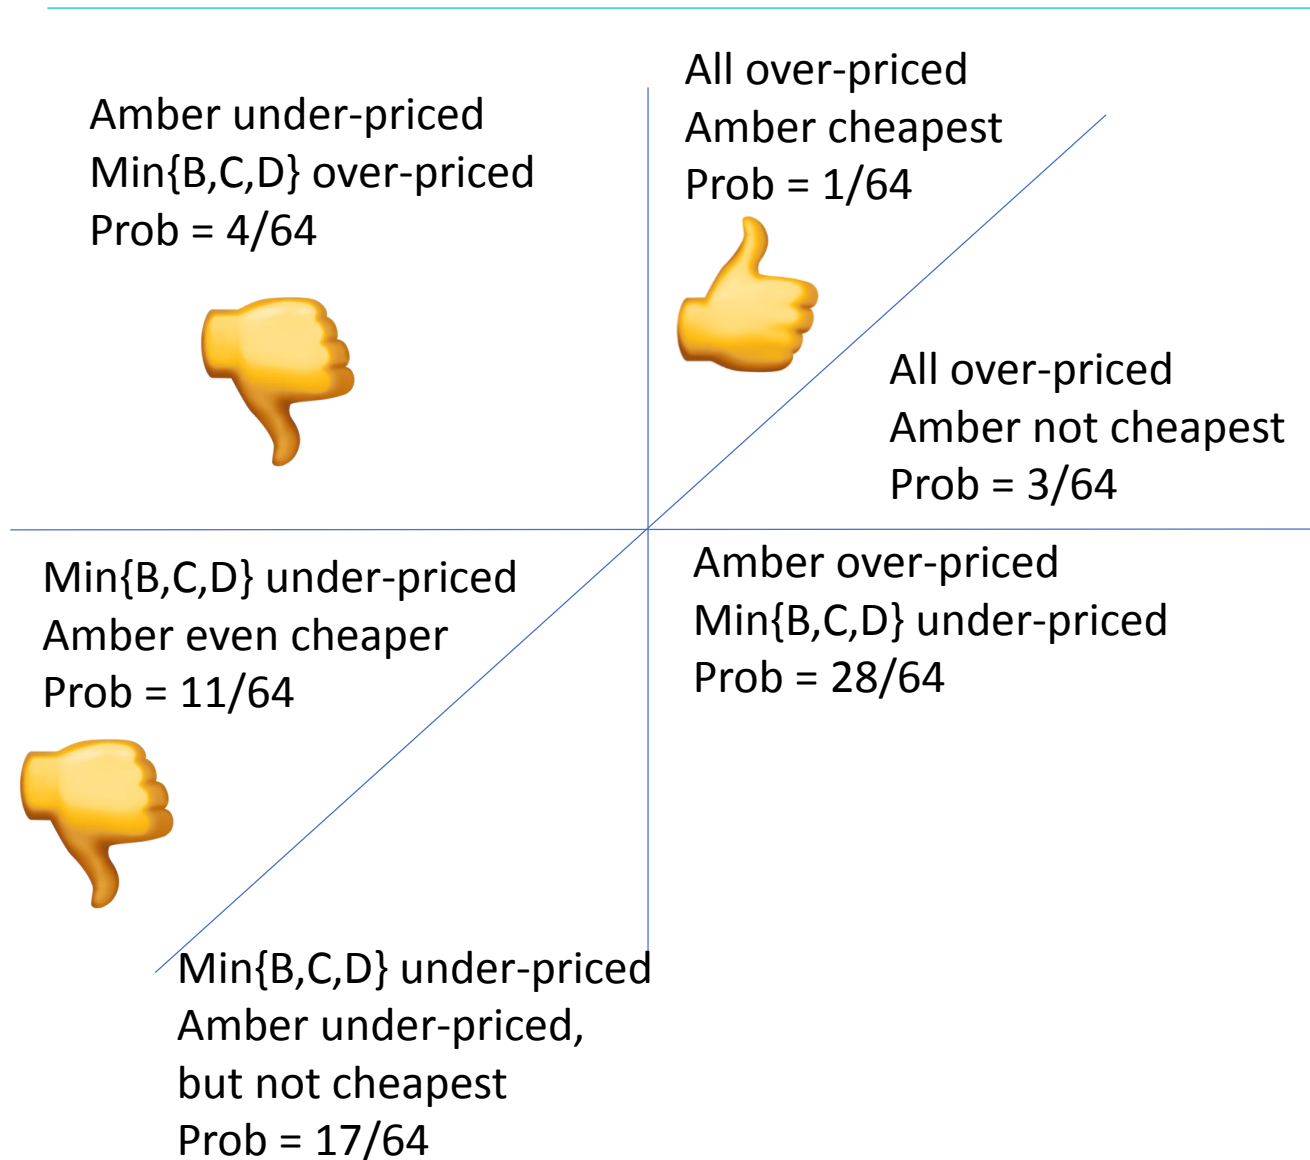 Amber under-priced
Min{B,C,D} over-priced
Prob = 4/64
All over-priced
Amber cheapest
Prob = 1/64
All over-priced
Amber not cheapest
Prob = 3/64
Min{B,C,D} under-priced
Amber even cheaper
Prob = 11/64
Amber over-priced
Min{B,C,D} under-priced
Prob = 28/64
Min{B,C,D} under-priced
Amber under-priced,
but not cheapest
Prob = 17/64